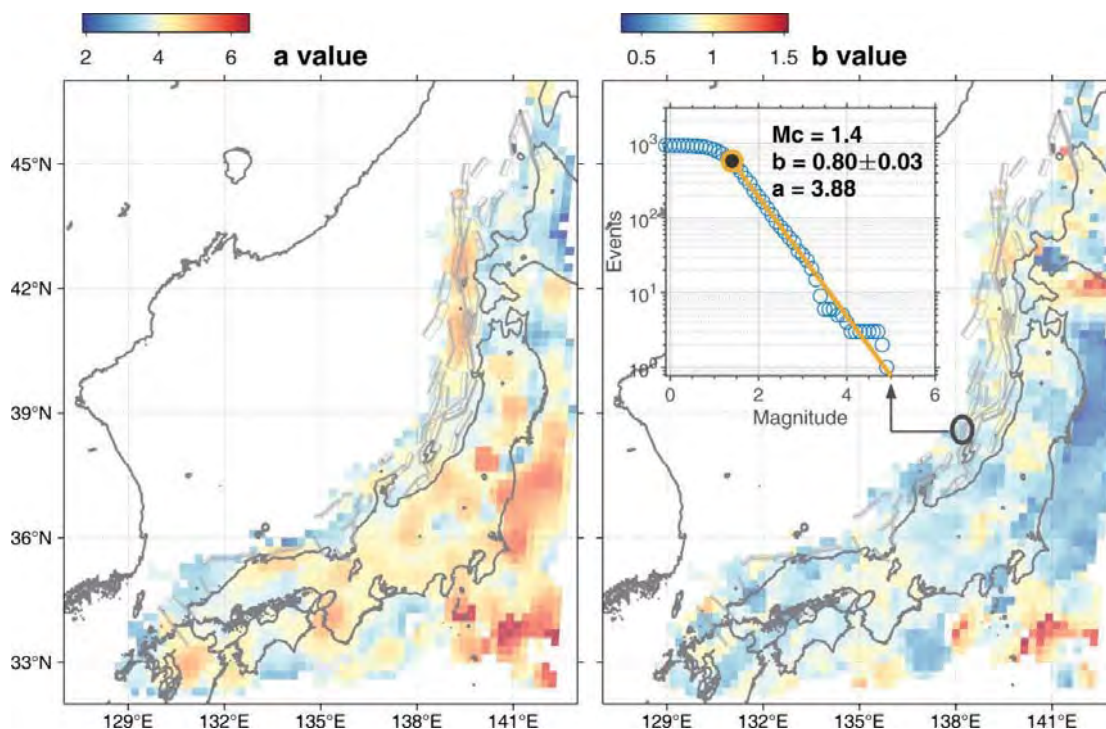 2 4 6 a value
0.5 1 1.5 b value
45°N
42°N
39°N
36°N
33°N
129°E 132°E 135°E 138°E 141°E
Mc = 1.4
b = 0.80±0.03
a = 3.88
Events
10³
10²
10¹
10⁰
0 2 4 6
Magnitude
129°E 132°E 135°E 138°E 141°E